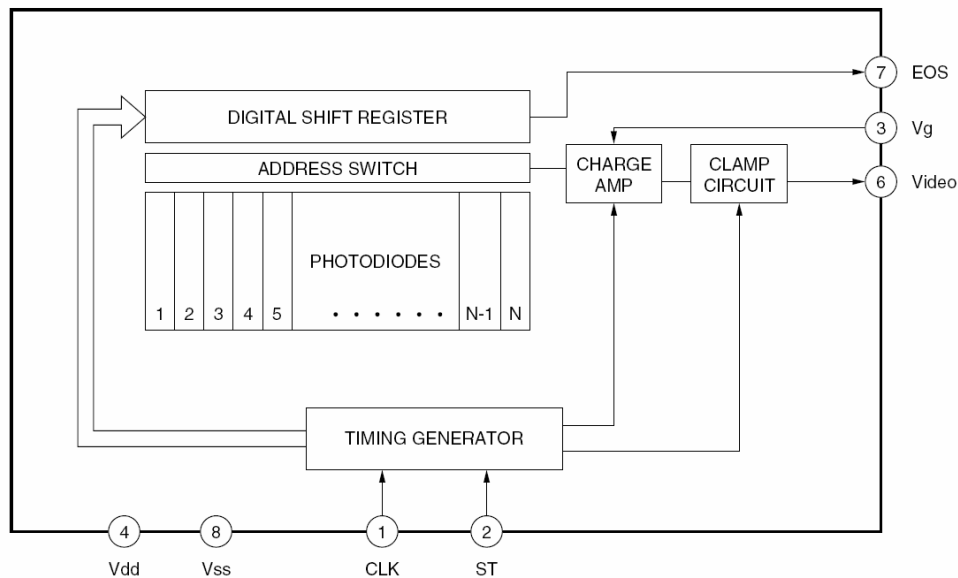 7 EOS
DIGITAL SHIFT REGISTER
3 Vg
ADDRESS SWITCH
CHARGE
AMP
CLAMP
CIRCUIT
6 Video
PHOTODIODES
1 2 3 4 5 · · · · · · N-1 N
TIMING GENERATOR
4 8 1 2
Vdd Vss CLK ST